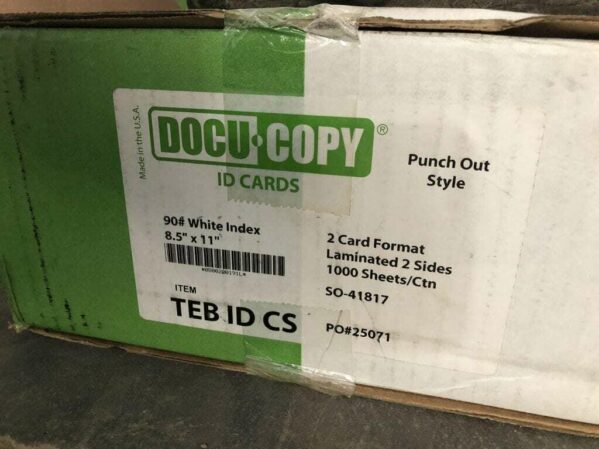 Made in the U.S.A.
DOCU•COPY®
ID CARDS
Punch Out
Style
90# White Index
8.5" x 11"
2 Card Format
Laminated 2 Sides
1000 Sheets/Ctn
SO-41817
ITEM
TEB ID CS
PO#25071